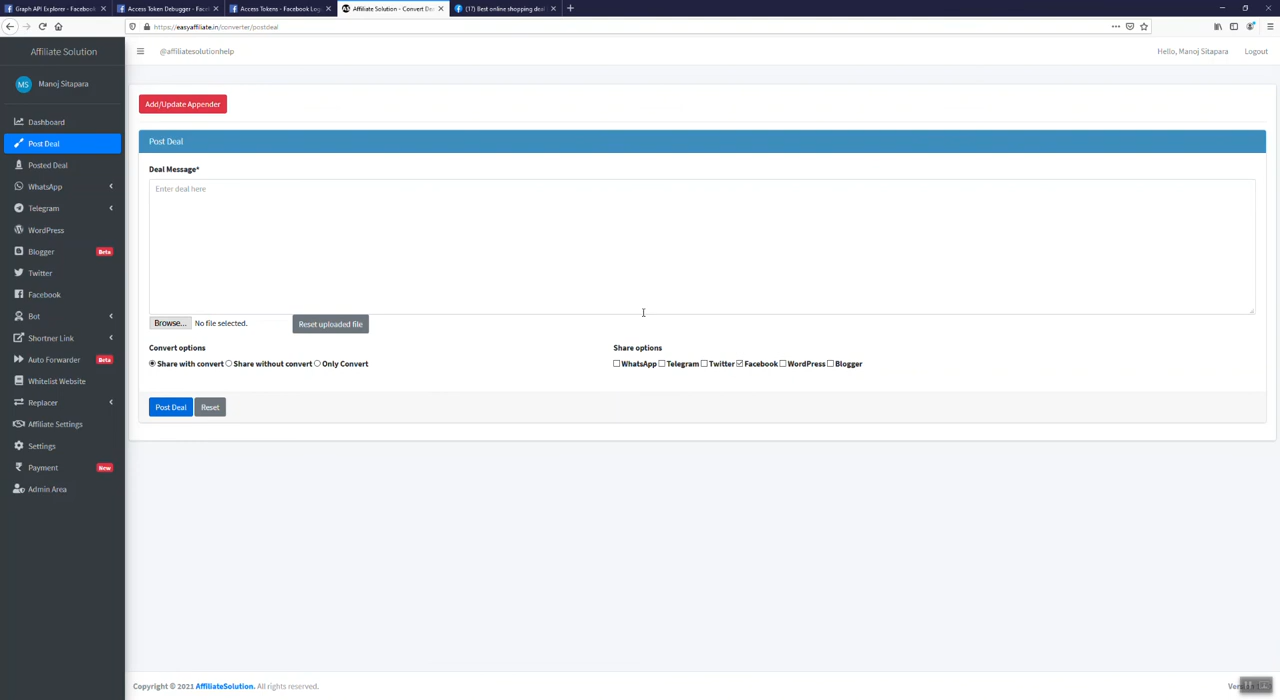 Graph API Explorer - Facebook
Access Token Debugger - Face
Access Tokens - Facebook Log
Affiliate Solution - Convert De
(17) Best online shopping deal
https://easyaffiliate.in/converter/postdeal
Affiliate Solution
@affiliatesolutionhelp
Hello, Manoj Sitapara
Logout
MS
Manoj Sitapara
Dashboard
Post Deal
Posted Deal
WhatsApp
Telegram
WordPress
Blogger Beta
Twitter
Facebook
Bot
Shortner Link
Auto Forwarder Beta
Whitelist Website
Replacer
Affiliate Settings
Settings
Payment New
Admin Area
Add/Update Appender
Post Deal
Deal Message*
Enter deal here
Browse... No file selected.
Reset uploaded file
Convert options
Share with convert Share without convert Only Convert
Share options
WhatsApp Telegram Twitter Facebook WordPress Blogger
Post Deal
Reset
Copyright © 2021 AffiliateSolution. All rights reserved.